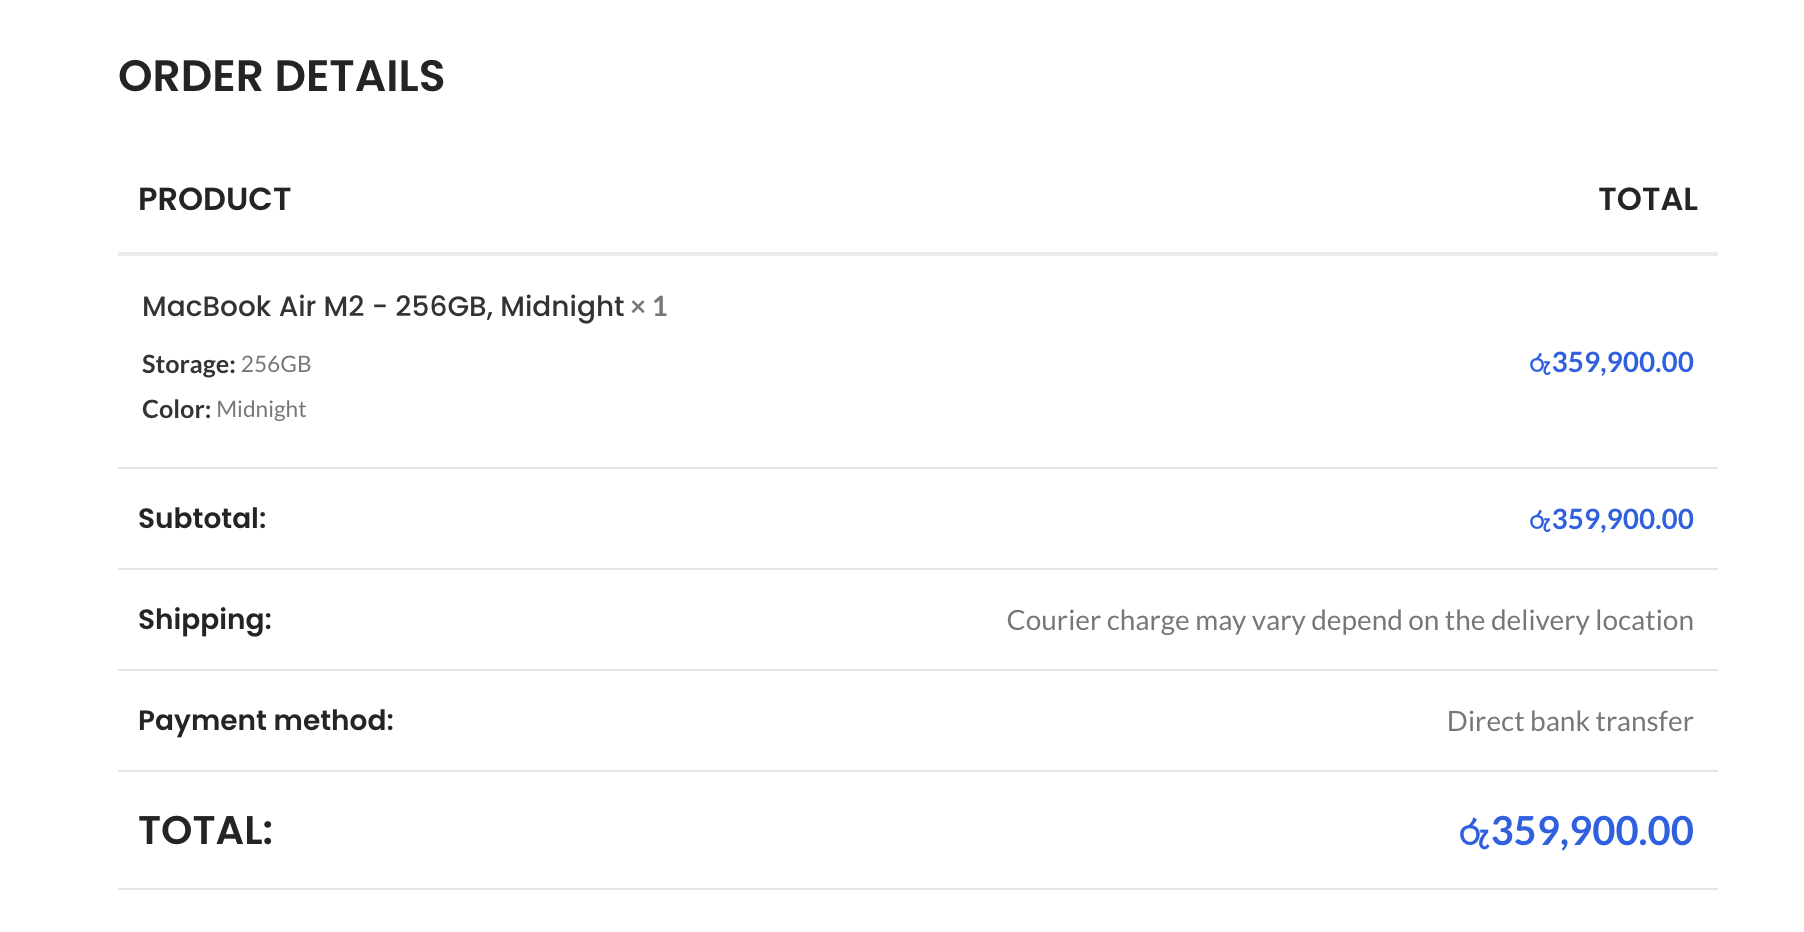 ORDER DETAILS
PRODUCT TOTAL
MacBook Air M2 - 256GB, Midnight × 1
Storage: 256GB
රු359,900.00
Color: Midnight
Subtotal: රු359,900.00
Shipping: Courier charge may vary depend on the delivery location
Payment method: Direct bank transfer
TOTAL: රු359,900.00